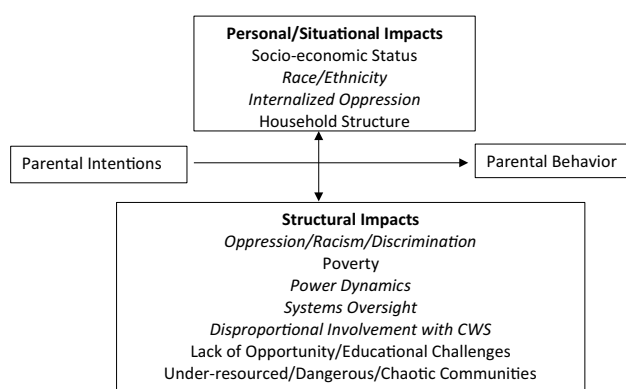 Personal/Situational Impacts
Socio-economic Status
Race/Ethnicity
Internalized Oppression
Household Structure
Parental Intentions
Parental Behavior
Structural Impacts
Oppression/Racism/Discrimination
Poverty
Power Dynamics
Systems Oversight
Disproportional Involvement with CWS
Lack of Opportunity/Educational Challenges
Under-resourced/Dangerous/Chaotic Communities